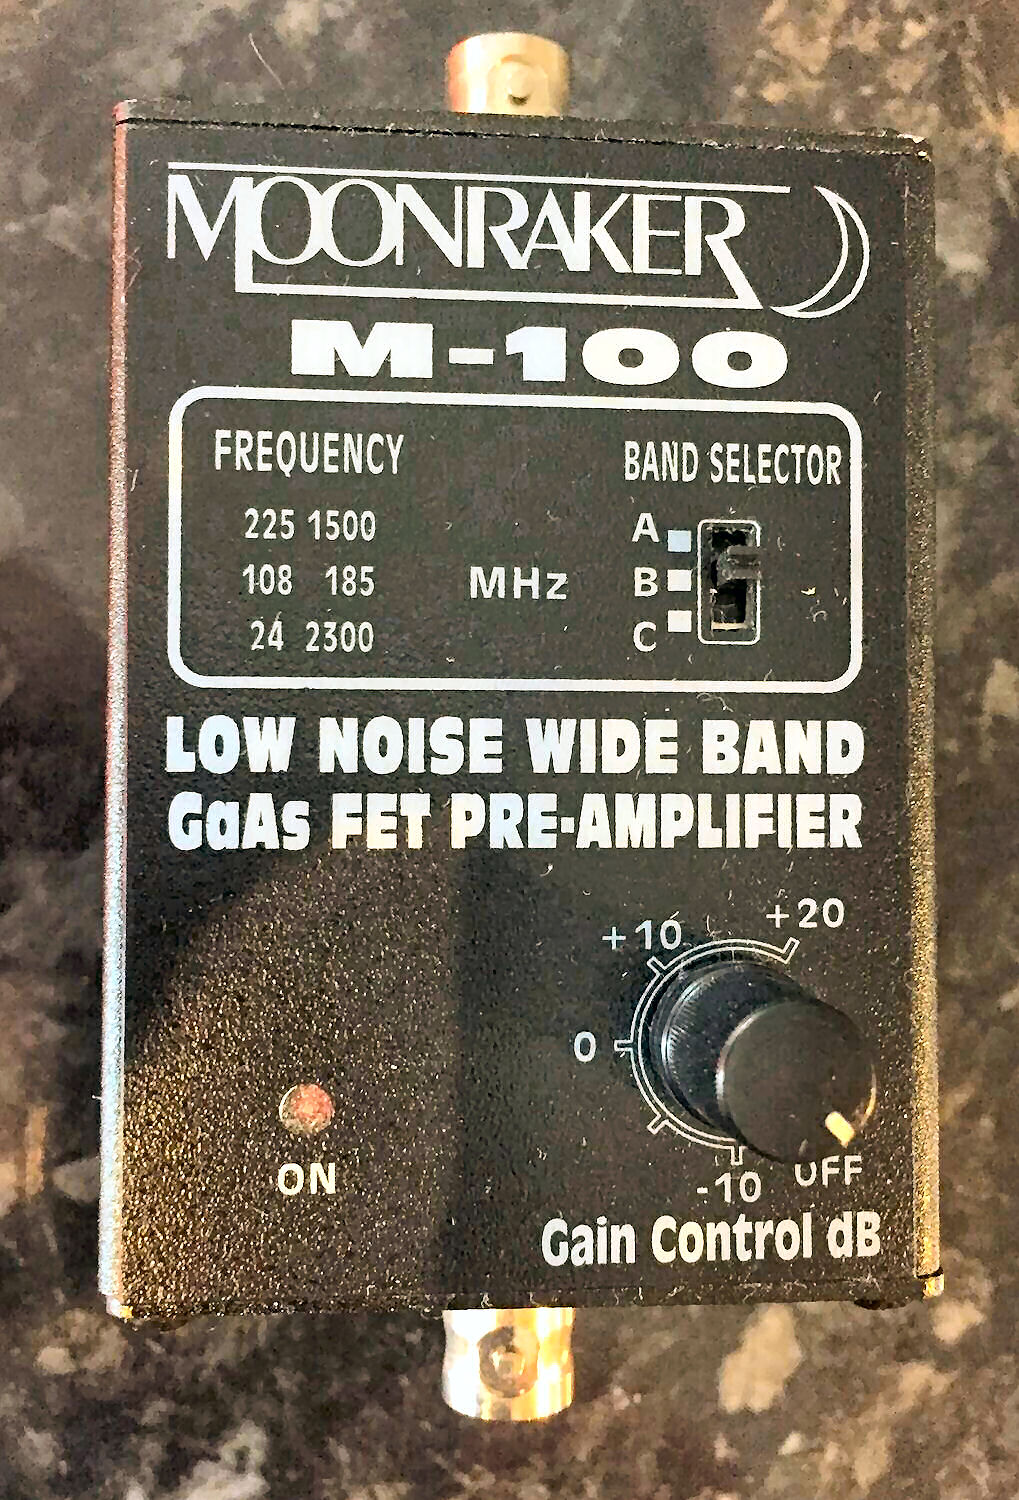 MOONRAKER
M-100
FREQUENCY
BAND SELECTOR
225 1500
A
108 185
MHz
B
24 2300
C
LOW NOISE WIDE BAND
GaAs FET PRE-AMPLIFIER
+10
+20
0
ON
-10
OFF
Gain Control dB